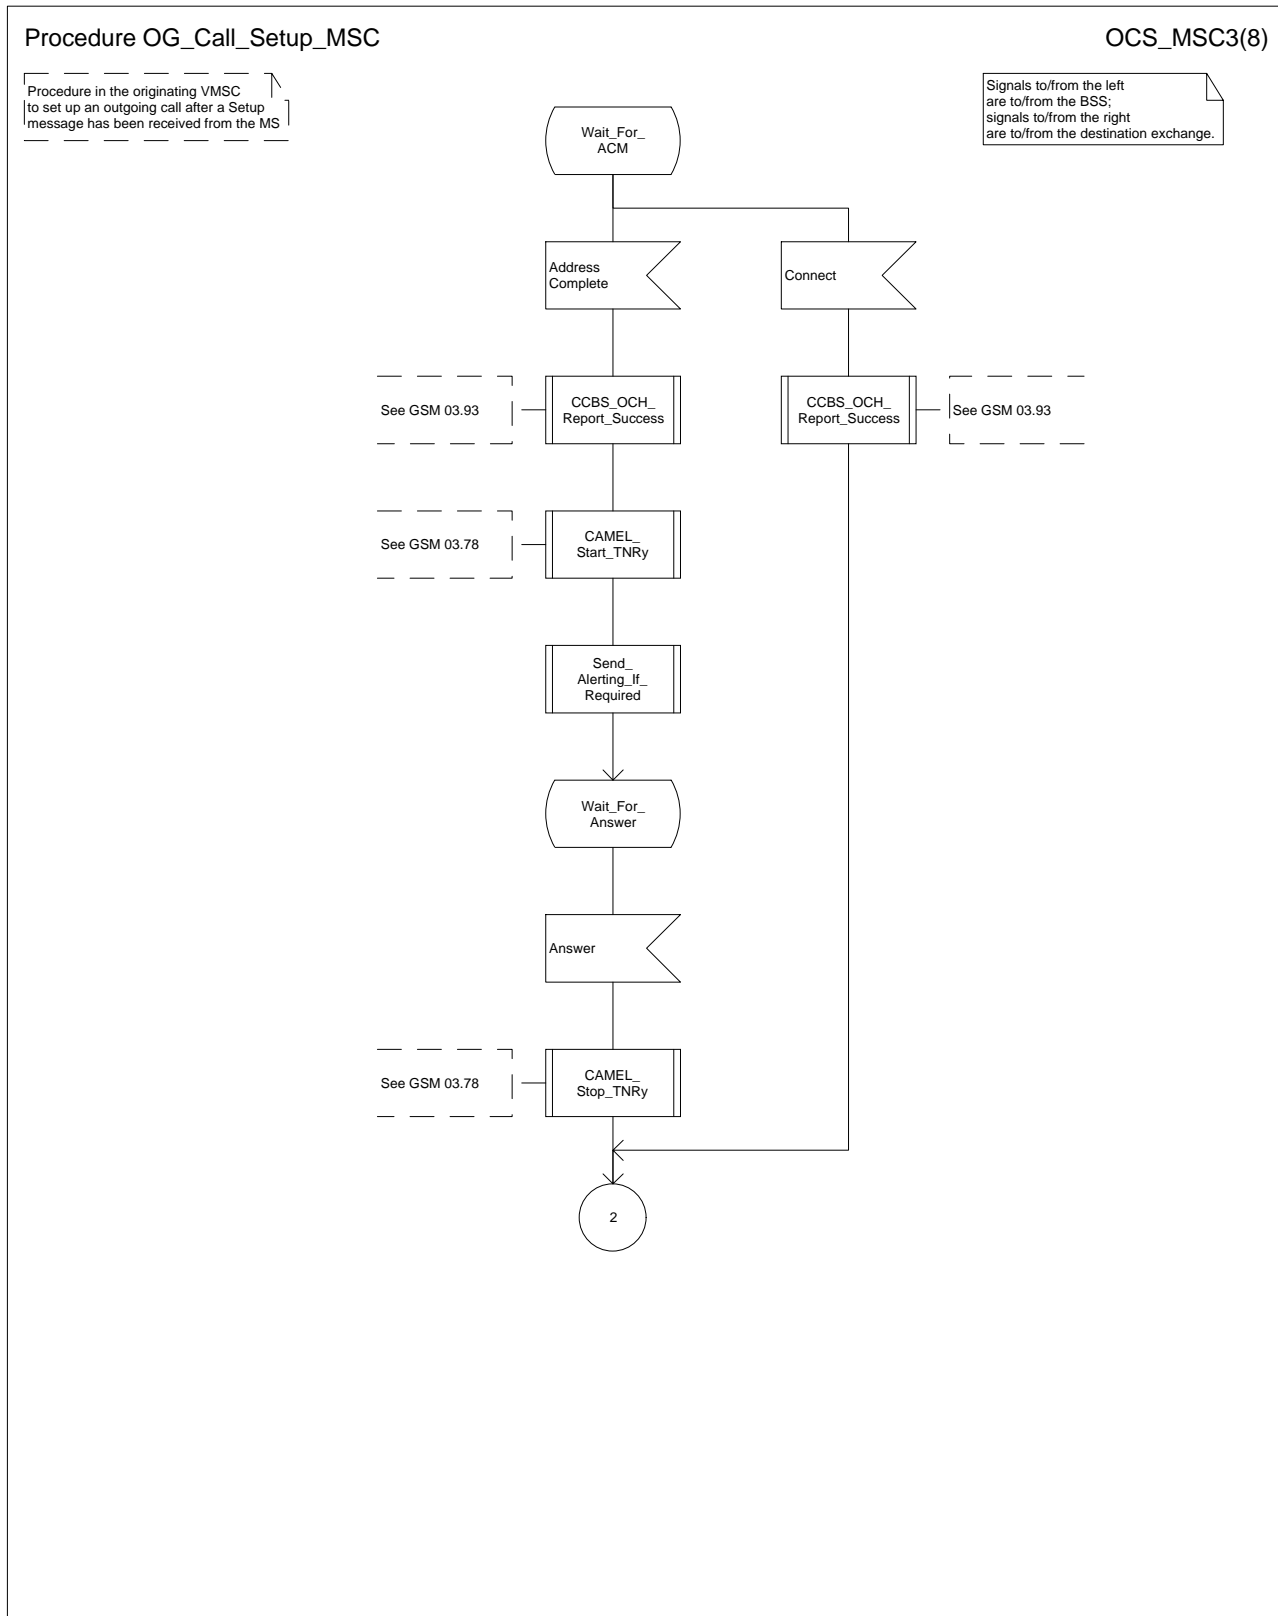 Procedure OG_Call_Setup_MSC
OCS_MSC3(8)
Procedure in the originating VMSC
to set up an outgoing call after a Setup
message has been received from the MS
Signals to/from the left
are to/from the BSS;
signals to/from the right
are to/from the destination exchange.
Wait_For_
ACM
Address
Complete
Connect
See GSM 03.93
CCBS_OCH_
Report_Success
CCBS_OCH_
Report_Success
See GSM 03.93
See GSM 03.78
CAMEL_
Start_TNRy
Send_
Alerting_If_
Required
Wait_For_
Answer
Answer
See GSM 03.78
CAMEL_
Stop_TNRy
2